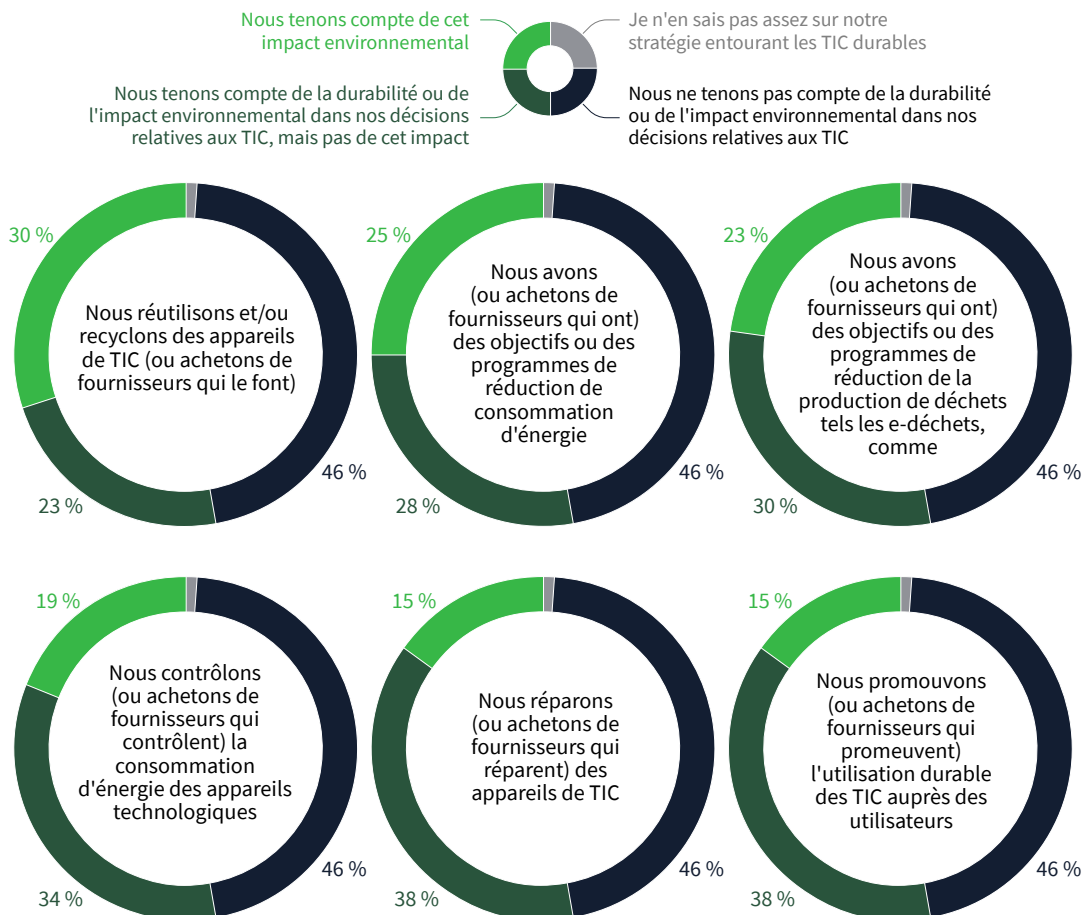 Nous tenons compte de cet
impact environnemental
Je n'en sais pas assez sur notre
stratégie entourant les TIC durables
Nous tenons compte de la durabilité ou de
l'impact environnemental dans nos décisions
relatives aux TIC, mais pas de cet impact
Nous ne tenons pas compte de la durabilité
ou de l'impact environnemental dans nos
décisions relatives aux TIC
30 %
Nous réutilisons et/ou
recyclons des appareils
de TIC (ou achetons de
fournisseurs qui le font)
46 %
23 %
25 %
Nous avons
(ou achetons de
fournisseurs qui ont)
des objectifs ou des
programmes de
réduction de
consommation
d'énergie
46 %
28 %
23 %
Nous avons
(ou achetons de
fournisseurs qui ont)
des objectifs ou des
programmes de
réduction de la
production de déchets
tels les e-déchets,
comme
46 %
30 %
19 %
Nous contrôlons
(ou achetons de
fournisseurs qui
contrôlent) la
consommation
d'énergie des appareils
technologiques
46 %
34 %
15 %
Nous réparons
(ou achetons de
fournisseurs qui
réparent) des
appareils de TIC
46 %
38 %
15 %
Nous promouvons
(ou achetons de
fournisseurs qui
promeuvent)
l'utilisation durable
des TIC auprès des
utilisateurs
46 %
38 %